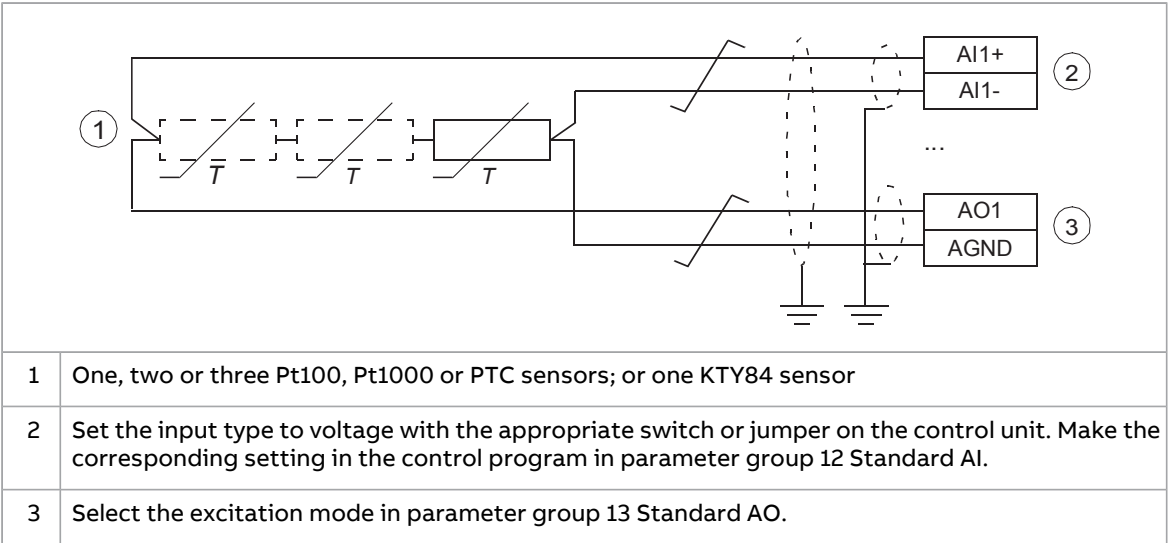 AI1+
AI1-
2
1
...
T T T
AO1
AGND
3
1 One, two or three Pt100, Pt1000 or PTC sensors; or one KTY84 sensor
2 Set the input type to voltage with the appropriate switch or jumper on the control unit. Make the
corresponding setting in the control program in parameter group 12 Standard AI.
3 Select the excitation mode in parameter group 13 Standard AO.